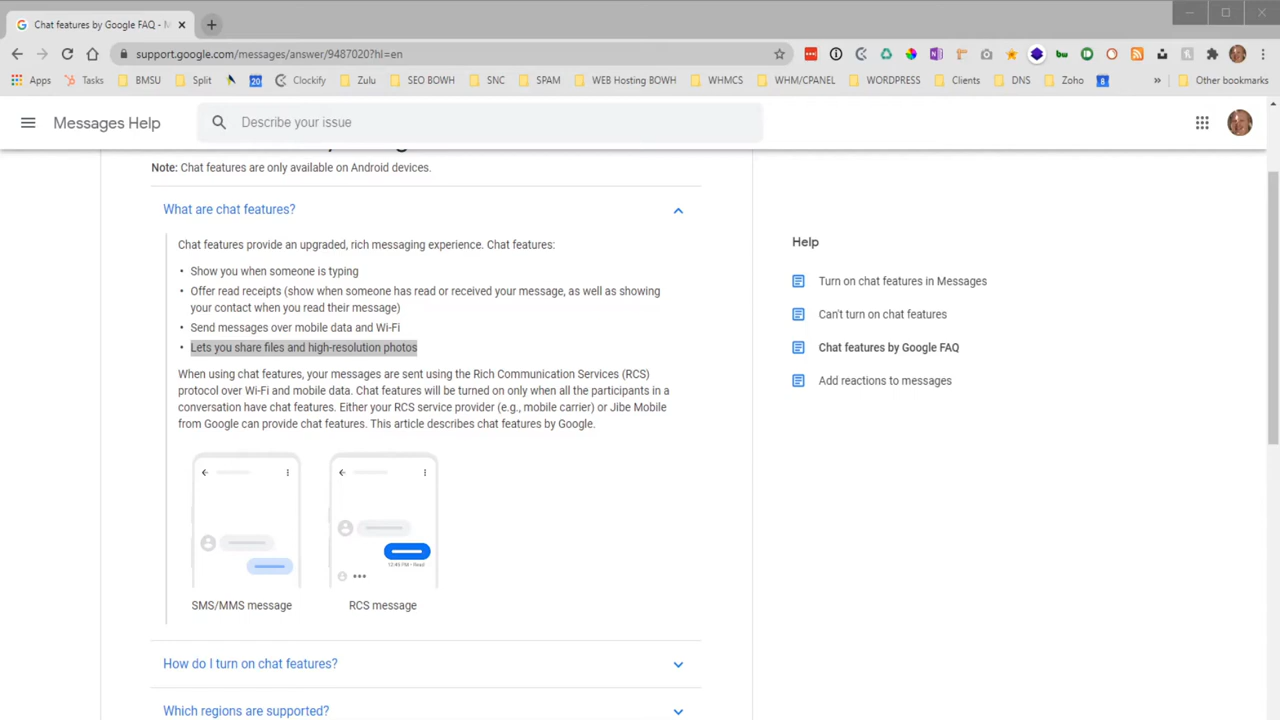 Chat features by Google FAQ - M
support.google.com/messages/answer/9487020?hl=en
Apps Tasks BMSU Split 20 Clockify Zulu SEO BOWH SNC SPAM WEB Hosting BOWH WHMCS WHM/CPANEL WORDPRESS Clients DNS Zoho B » Other bookmarks
Messages Help
Describe your issue
Note: Chat features are only available on Android devices.
What are chat features?
Chat features provide an upgraded, rich messaging experience. Chat features:
• Show you when someone is typing
• Offer read receipts (show when someone has read or received your message, as well as showing
your contact when you read their message)
• Send messages over mobile data and Wi-Fi
• Lets you share files and high-resolution photos
When using chat features, your messages are sent using the Rich Communication Services (RCS)
protocol over Wi-Fi and mobile data. Chat features will be turned on only when all the participants in a
conversation have chat features. Either your RCS service provider (e.g., mobile carrier) or Jibe Mobile
from Google can provide chat features. This article describes chat features by Google.
12:45 PM · Read
SMS/MMS message
RCS message
How do I turn on chat features?
Which regions are supported?
Help
Turn on chat features in Messages
Can't turn on chat features
Chat features by Google FAQ
Add reactions to messages